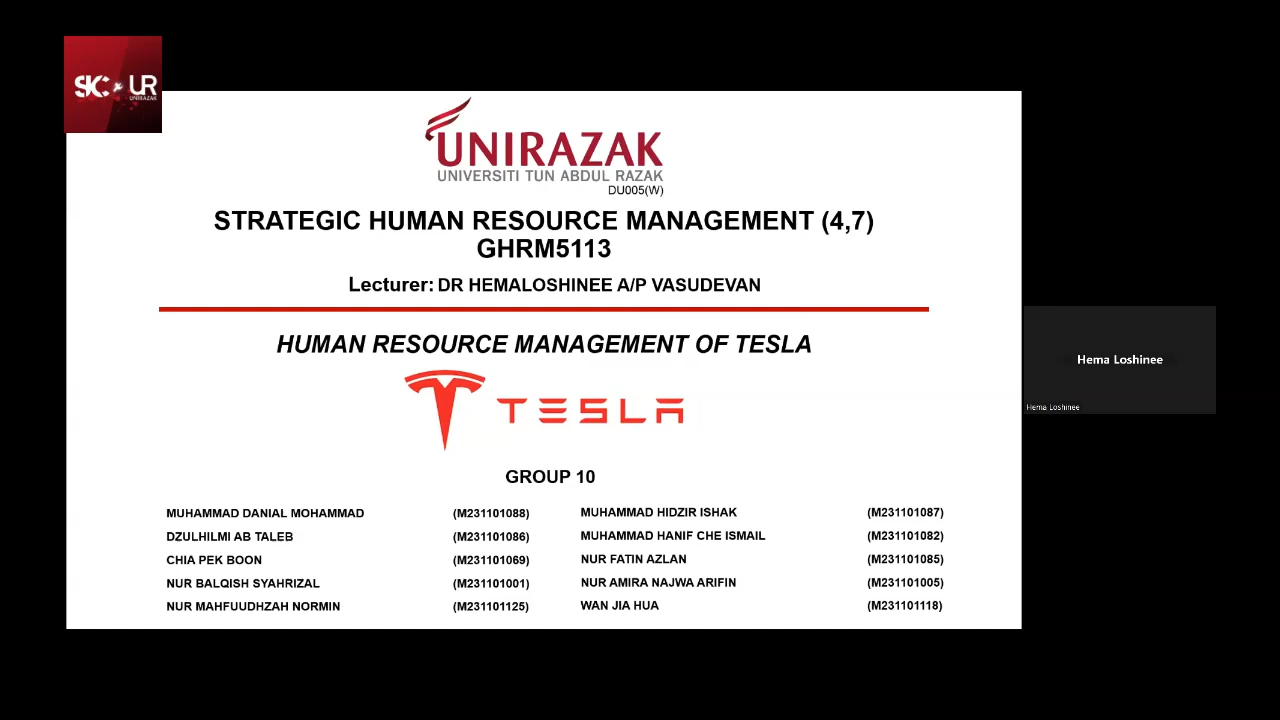 SIC UR
UNIRAZAK
UNIRAZAK
UNIVERSITI TUN ABDUL RAZAK
DU005(W)
STRATEGIC HUMAN RESOURCE MANAGEMENT (4,7)
GHRM5113
Lecturer: DR HEMALOSHINEE A/P VASUDEVAN
HUMAN RESOURCE MANAGEMENT OF TESLA
TESLA
GROUP 10
MUHAMMAD DANIAL MOHAMMAD (M231101088) MUHAMMAD HIDZIR ISHAK (M231101087)
DZULHILMI AB TALEB (M231101086) MUHAMMAD HANIF CHE ISMAIL (M231101082)
CHIA PEK BOON (M231101069) NUR FATIN AZLAN (M231101085)
NUR BALQISH SYAHRIZAL (M231101001) NUR AMIRA NAJWA ARIFIN (M231101005)
NUR MAHFUUDHZAH NORMIN (M231101125) WAN JIA HUA (M231101118)
Hema Loshinee
Hema Loshinee